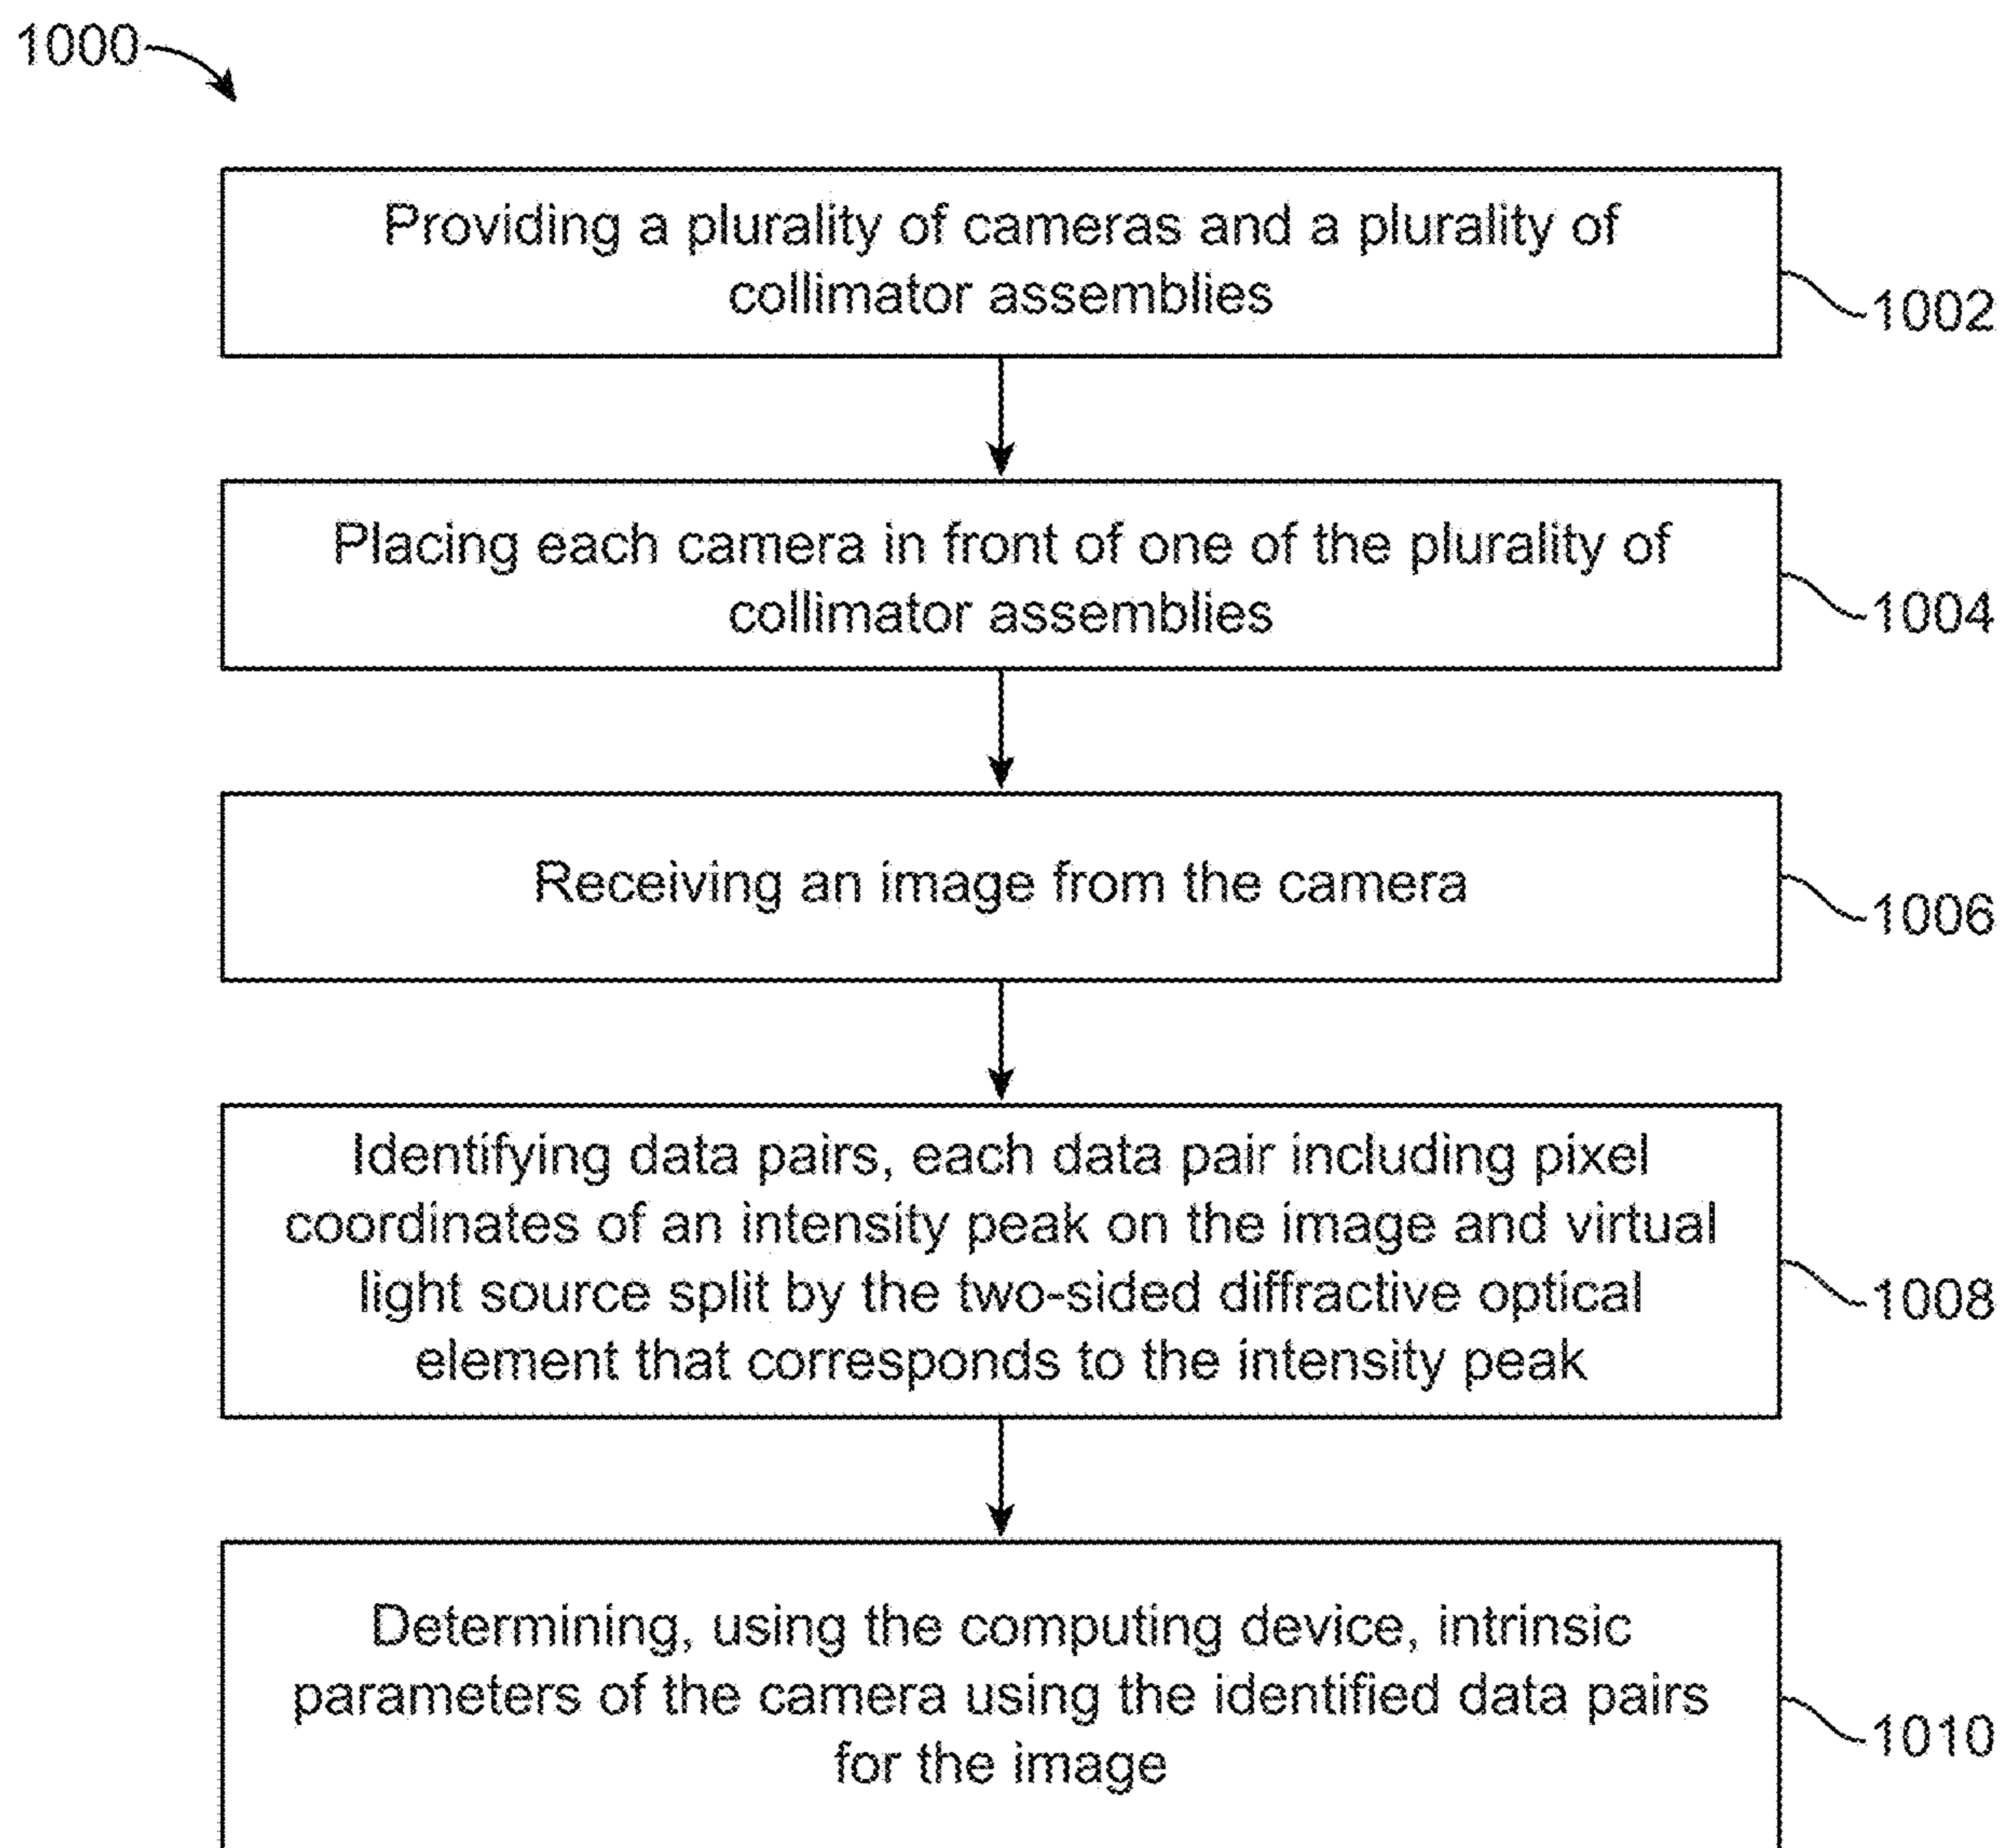 1000
Providing a plurality of cameras and a plurality of
collimator assemblies
1002
Placing each camera in front of one of the plurality of
collimator assemblies
1004
Receiving an image from the camera
1006
Identifying data pairs, each data pair including pixel
coordinates of an intensity peak on the image and virtual
light source split by the two-sided diffractive optical
element that corresponds to the intensity peak
1008
Determining, using the computing device, intrinsic
parameters of the camera using the identified data pairs
for the image
1010